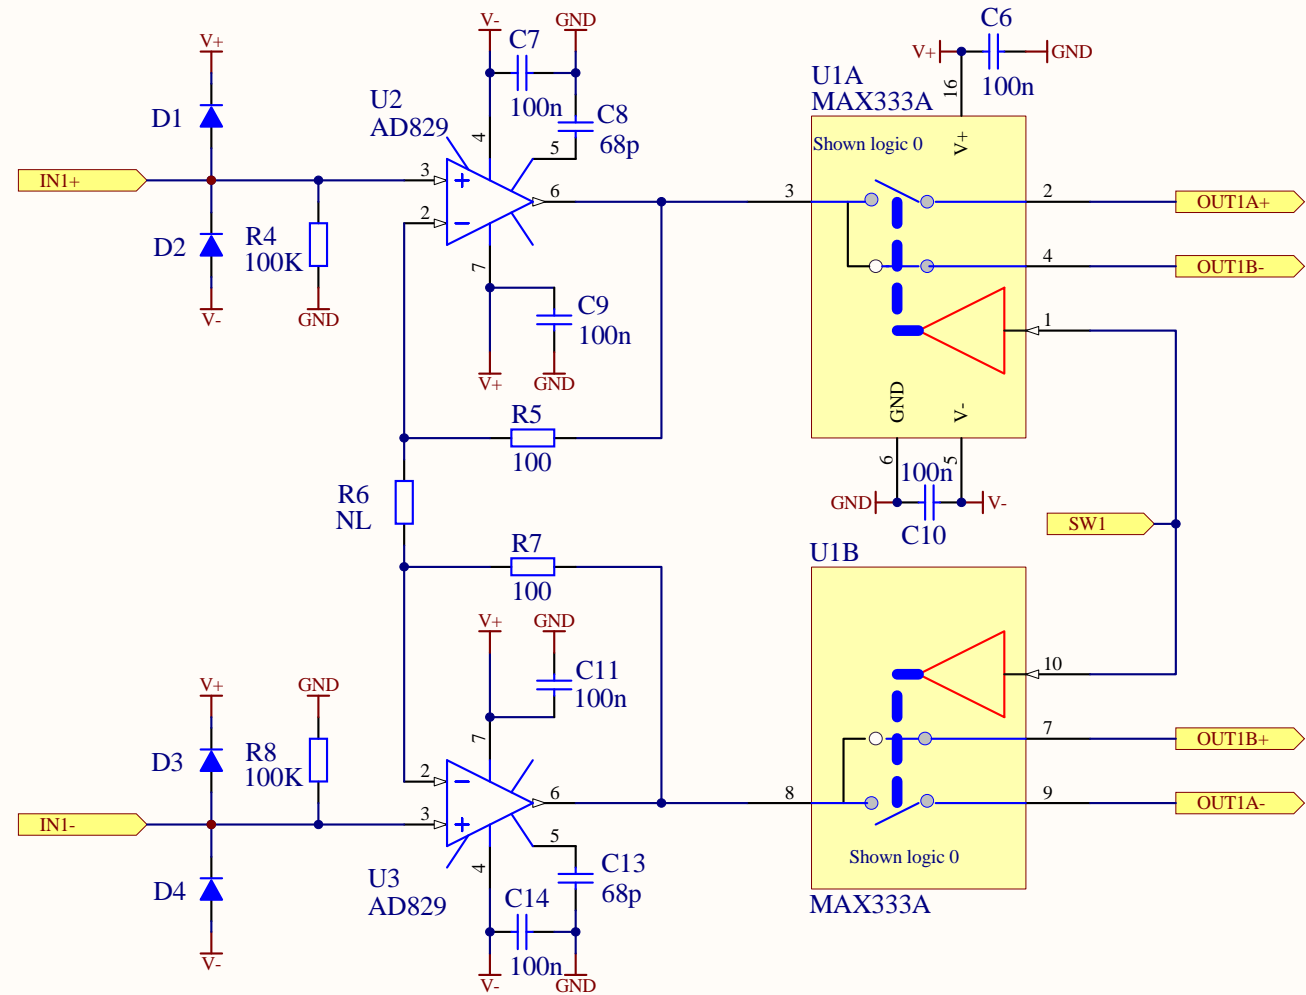 V-
GND
C7
100n
C8
68p
V+
D1
U2
AD829
4
5
IN1+
3
6
2
D2
R4
100K
V-
GND
7
C9
100n
V+
GND
R5
100
R6
NL
R7
100
V+
GND
C11
100n
7
V+
GND
D3
R8
100K
IN1-
2
3
6
5
4
D4
V-
U3
AD829
C13
68p
C14
100n
V-
GND
C6
V+
GND
100n
U1A
MAX333A
16
V+
Shown logic 0
3
2
OUT1A+
4
OUT1B-
1
GND
V-
6
5
100n
GND
V-
C10
SW1
U1B
10
7
OUT1B+
8
9
OUT1A-
Shown logic 0
MAX333A